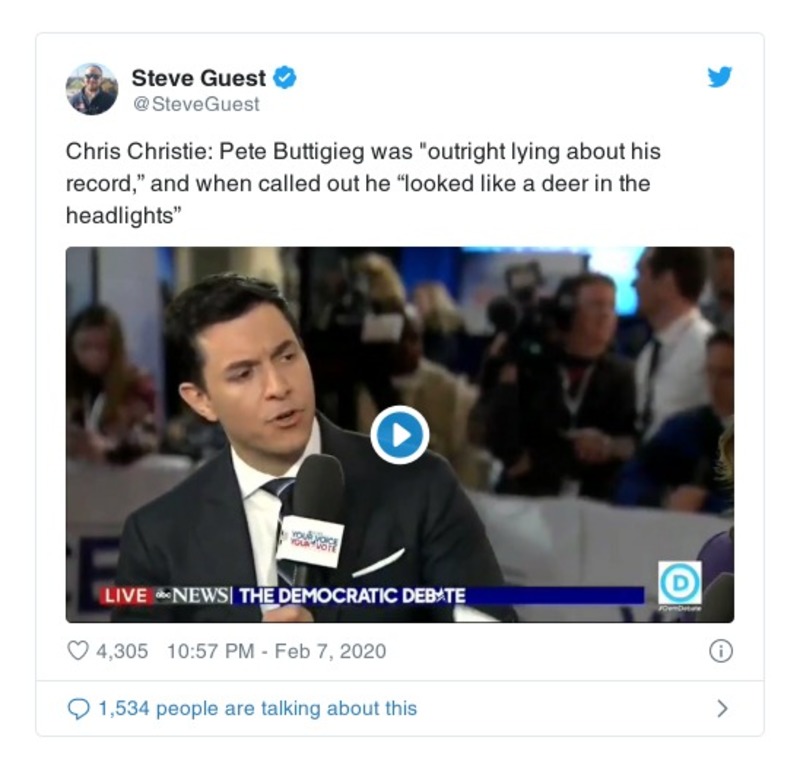 Steve Guest
@SteveGuest
Chris Christie: Pete Buttigieg was "outright lying about his
record,” and when called out he “looked like a deer in the
headlights”
YOUR VOICE
YOUR VOTE
LIVE abc NEWS THE DEMOCRATIC DEBATE
D
#DemDebate
4,305 10:57 PM - Feb 7, 2020
1,534 people are talking about this